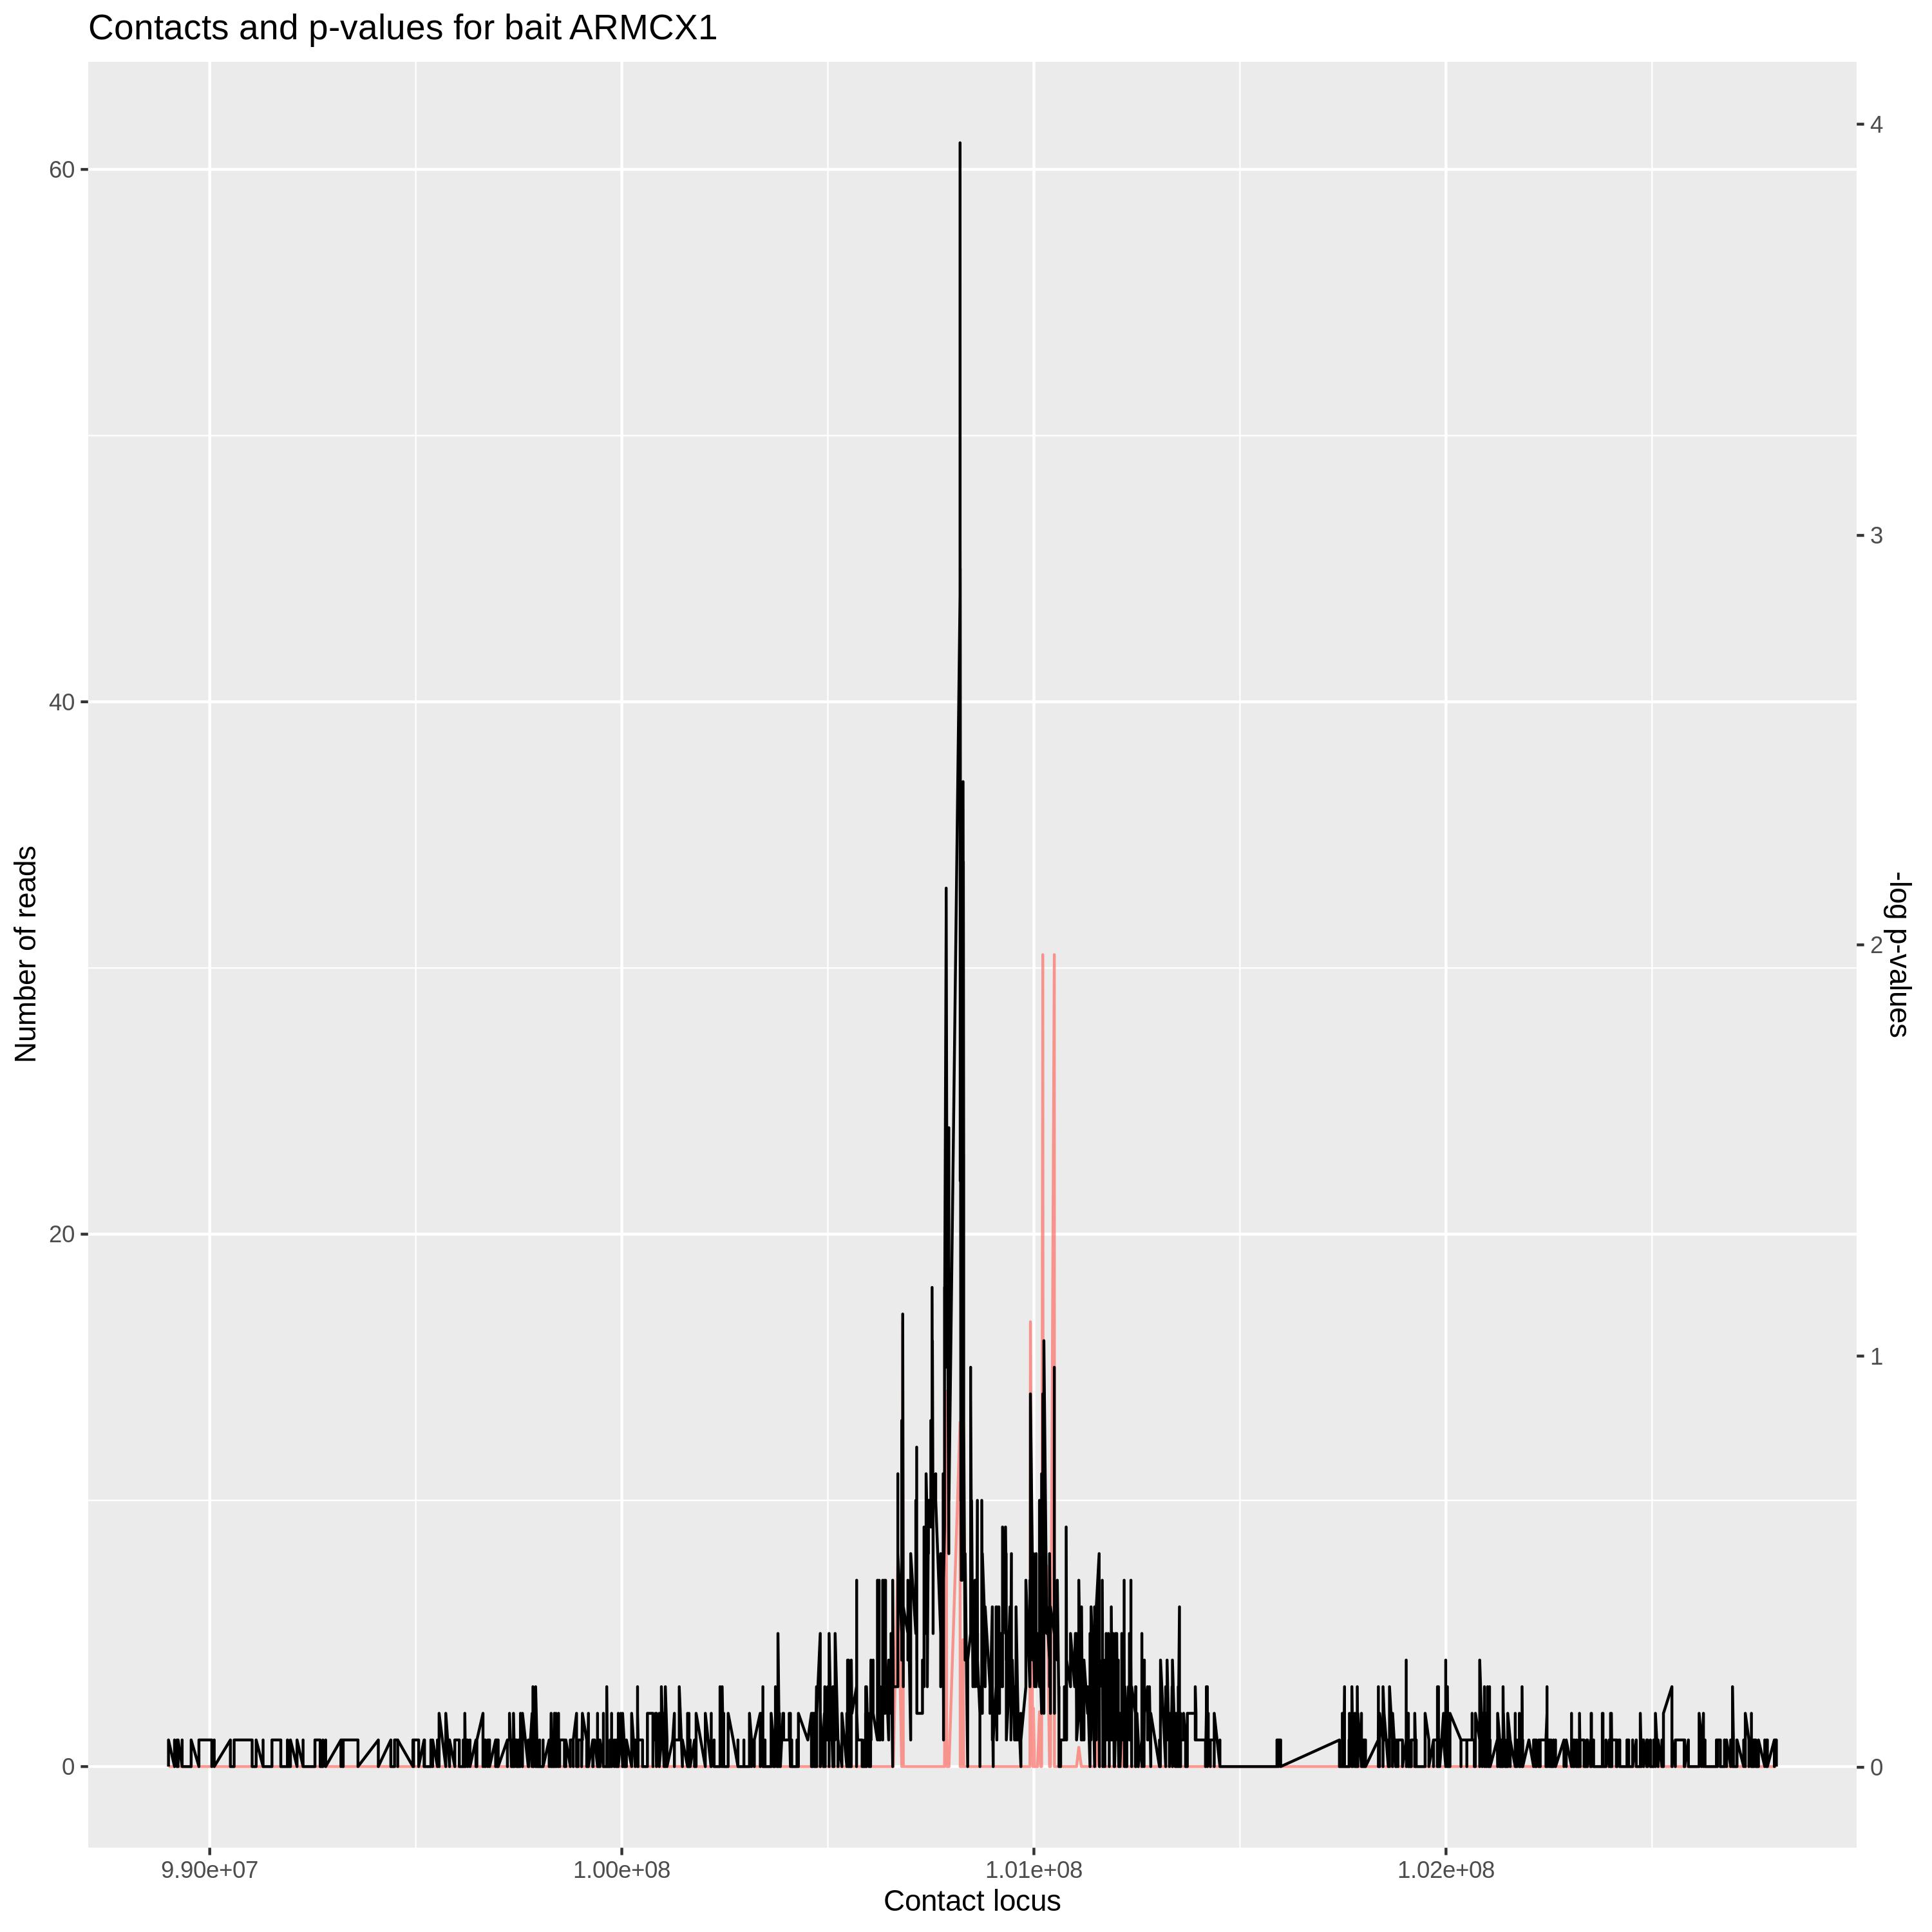 Contacts and p-values for bait ARMCX1
60
40
20
0
Number of reads
4
3
2
1
0
-log p-values
9.90e+07
1.00e+08
1.01e+08
1.02e+08
Contact locus